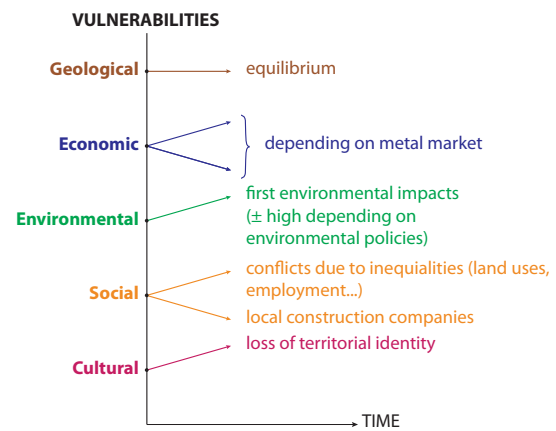 VULNERABILITIES
Geological
equilibrium
Economic
depending on metal market
Environmental
first environmental impacts
(± high depending on
environmental policies)
Social
conflicts due to inequialities (land uses,
employment...)
local construction companies
Cultural
loss of territorial identity
TIME